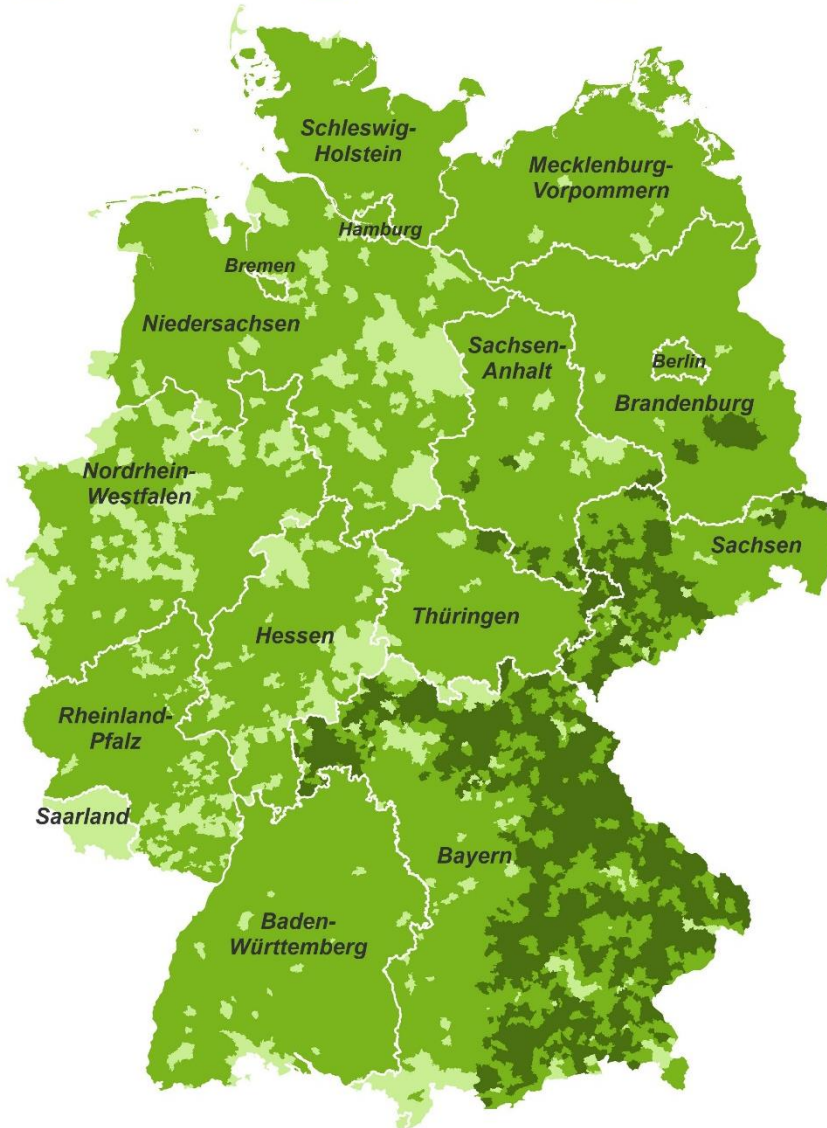 Schleswig-
Holstein
Mecklenburg-
Vorpommern
Hamburg
Bremen
Niedersachsen
Sachsen-
Anhalt
Berlin
Brandenburg
Nordrhein-
Westfalen
Sachsen
Thüringen
Hessen
Rheinland-
Pfalz
Saarland
Bayern
Baden-
Württemberg